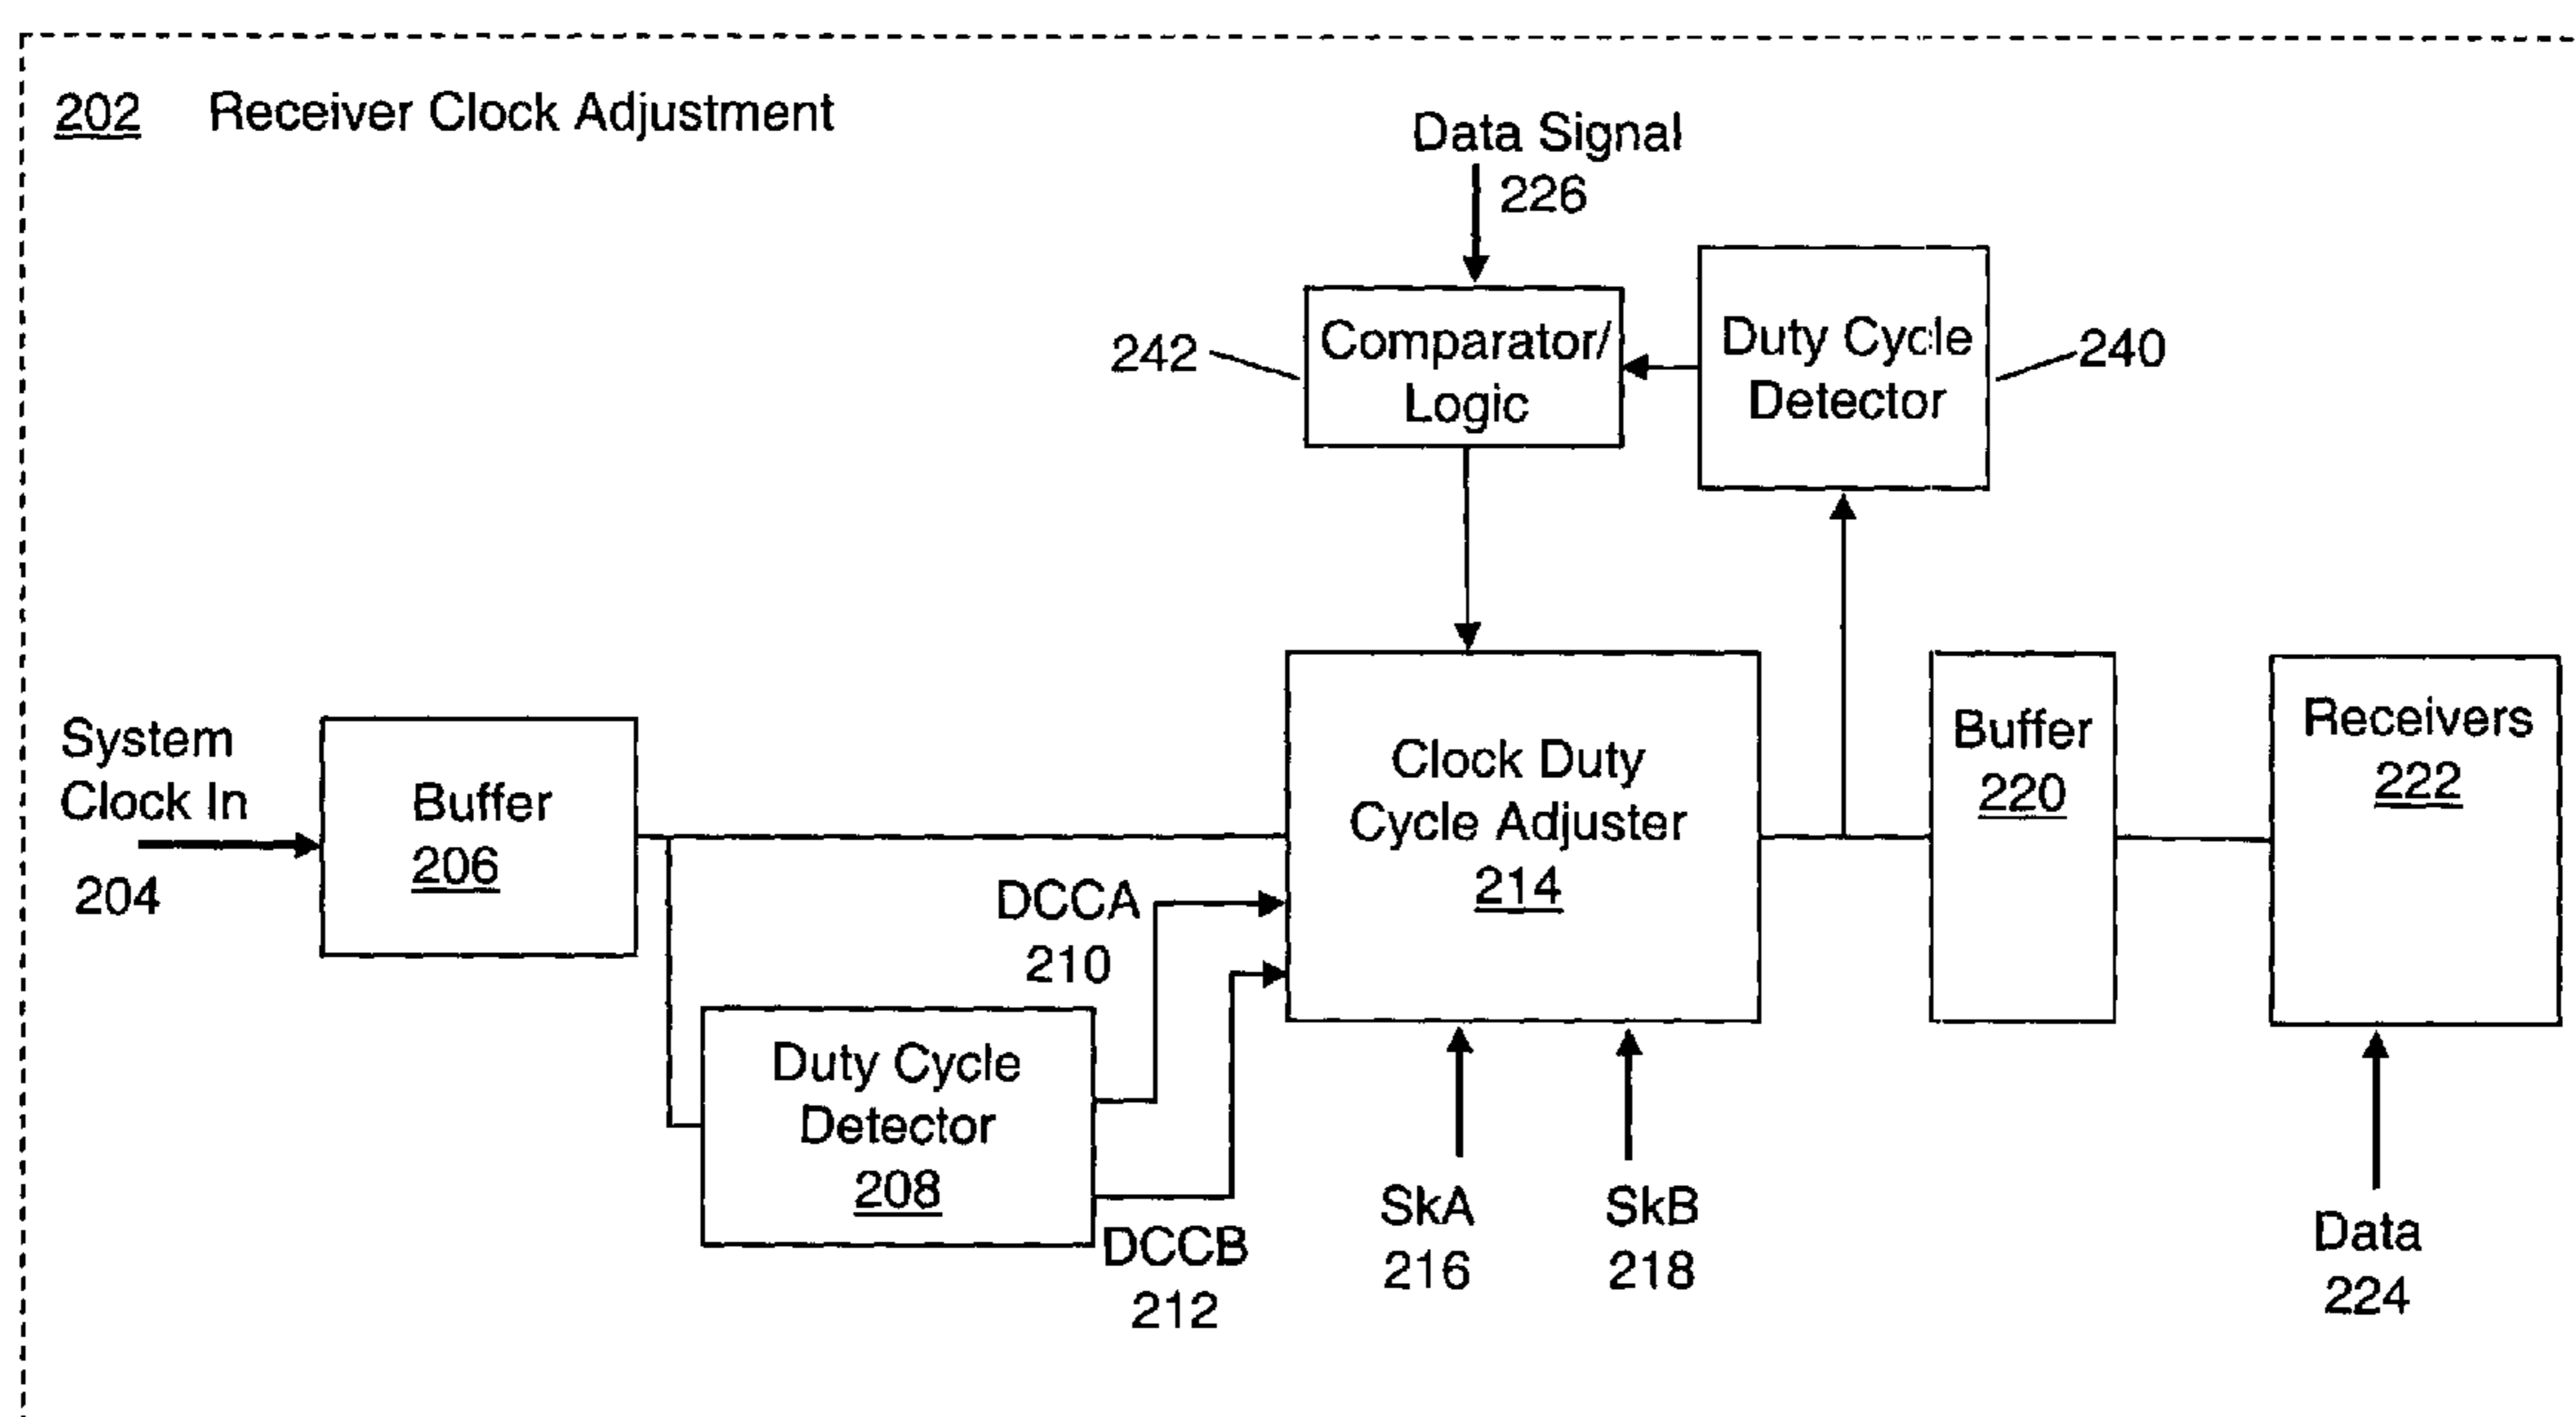 202 Receiver Clock Adjustment
Data Signal
226
Comparator/
Logic
242
Duty Cycle
Detector
240
System
Clock In
204
Buffer
206
Duty Cycle
Detector
208
DCCA
210
DCCB
212
Clock Duty
Cycle Adjuster
214
SkA
216
SkB
218
Buffer
220
Receivers
222
Data
224